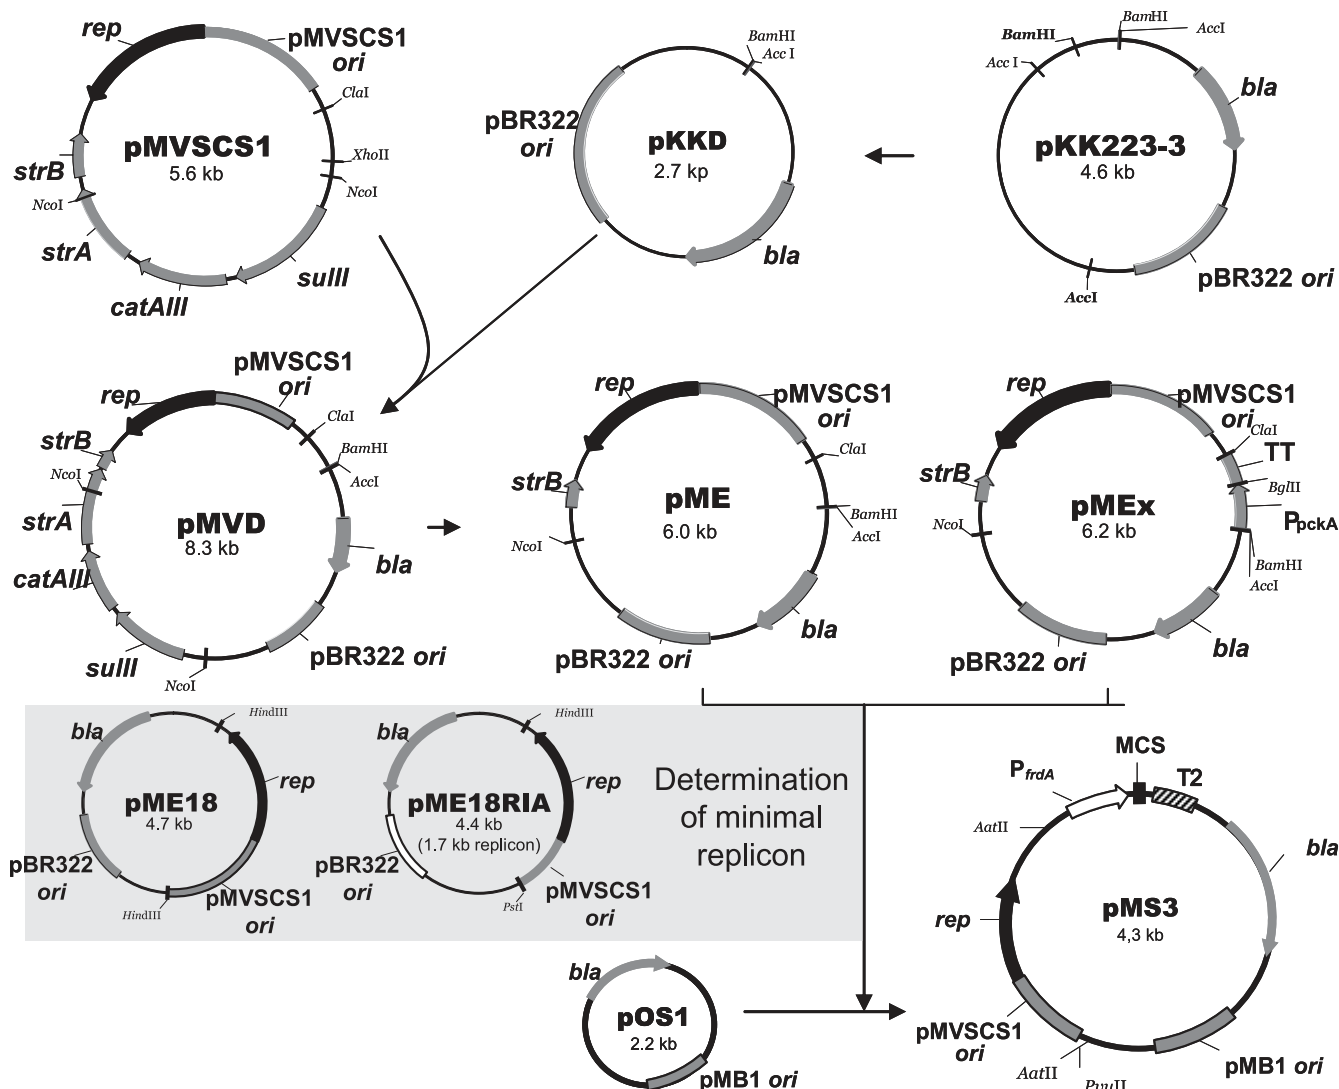 rep
pMVSCS1
ori
ClaI
XhoII
NcoI
pMVSCS1
5.6 kb
strB
NcoI
strA
catAIII
sulII
BamHI
Acc I
pBR322
ori
pKKD
2.7 kp
bla
BamHI
BamHI
AccI
Acc I
bla
pKK223-3
4.6 kb
AccI
pBR322 ori
pMVSCS1
ori
rep
ClaI
strB
BamHI
NcoI
AccI
strA
pMVD
8.3 kb
catAIII
bla
sulII
pBR322 ori
NcoI
rep
pMVSCS1
ori
ClaI
strB
pME
6.0 kb
BamHI
AccI
NcoI
bla
pBR322 ori
rep
pMVSCS1
ori
ClaI
TT
strB
BglII
pMEx
6.2 kb
PpckA
NcoI
BamHI
AccI
bla
pBR322 ori
bla
HindIII
rep
pME18
4.7 kb
pBR322
ori
HindIII
pMVSCS1
ori
bla
HindIII
rep
pME18RIA
4.4 kb
(1.7 kb replicon)
pBR322
ori
PstI
pMVSCS1
ori
Determination
of minimal
replicon
MCS
PfrdA
T2
AatII
bla
pMS3
4,3 kb
rep
pMVSCS1
ori
AatII
PvuII
pMB1 ori
bla
pOS1
2.2 kb
pMB1 ori